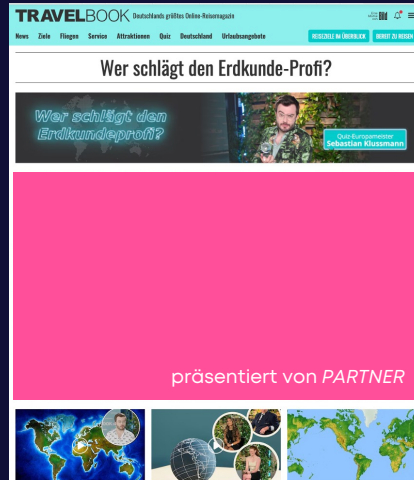 TRAVELBOOK Deutschlands größtes Online-Reisemagazin
Bild
News Ziele Fliegen Service Attraktionen Quiz Deutschland Urlaubsangebote REISEZIELE IM ÜBERBLICK BEREIT ZU REISEN
Wer schlägt den Erdkunde-Profi?
Wer schlägt den
Erdkundeprofi?
Quiz-Europameister
Sebastian Klussmann
präsentiert von PARTNER